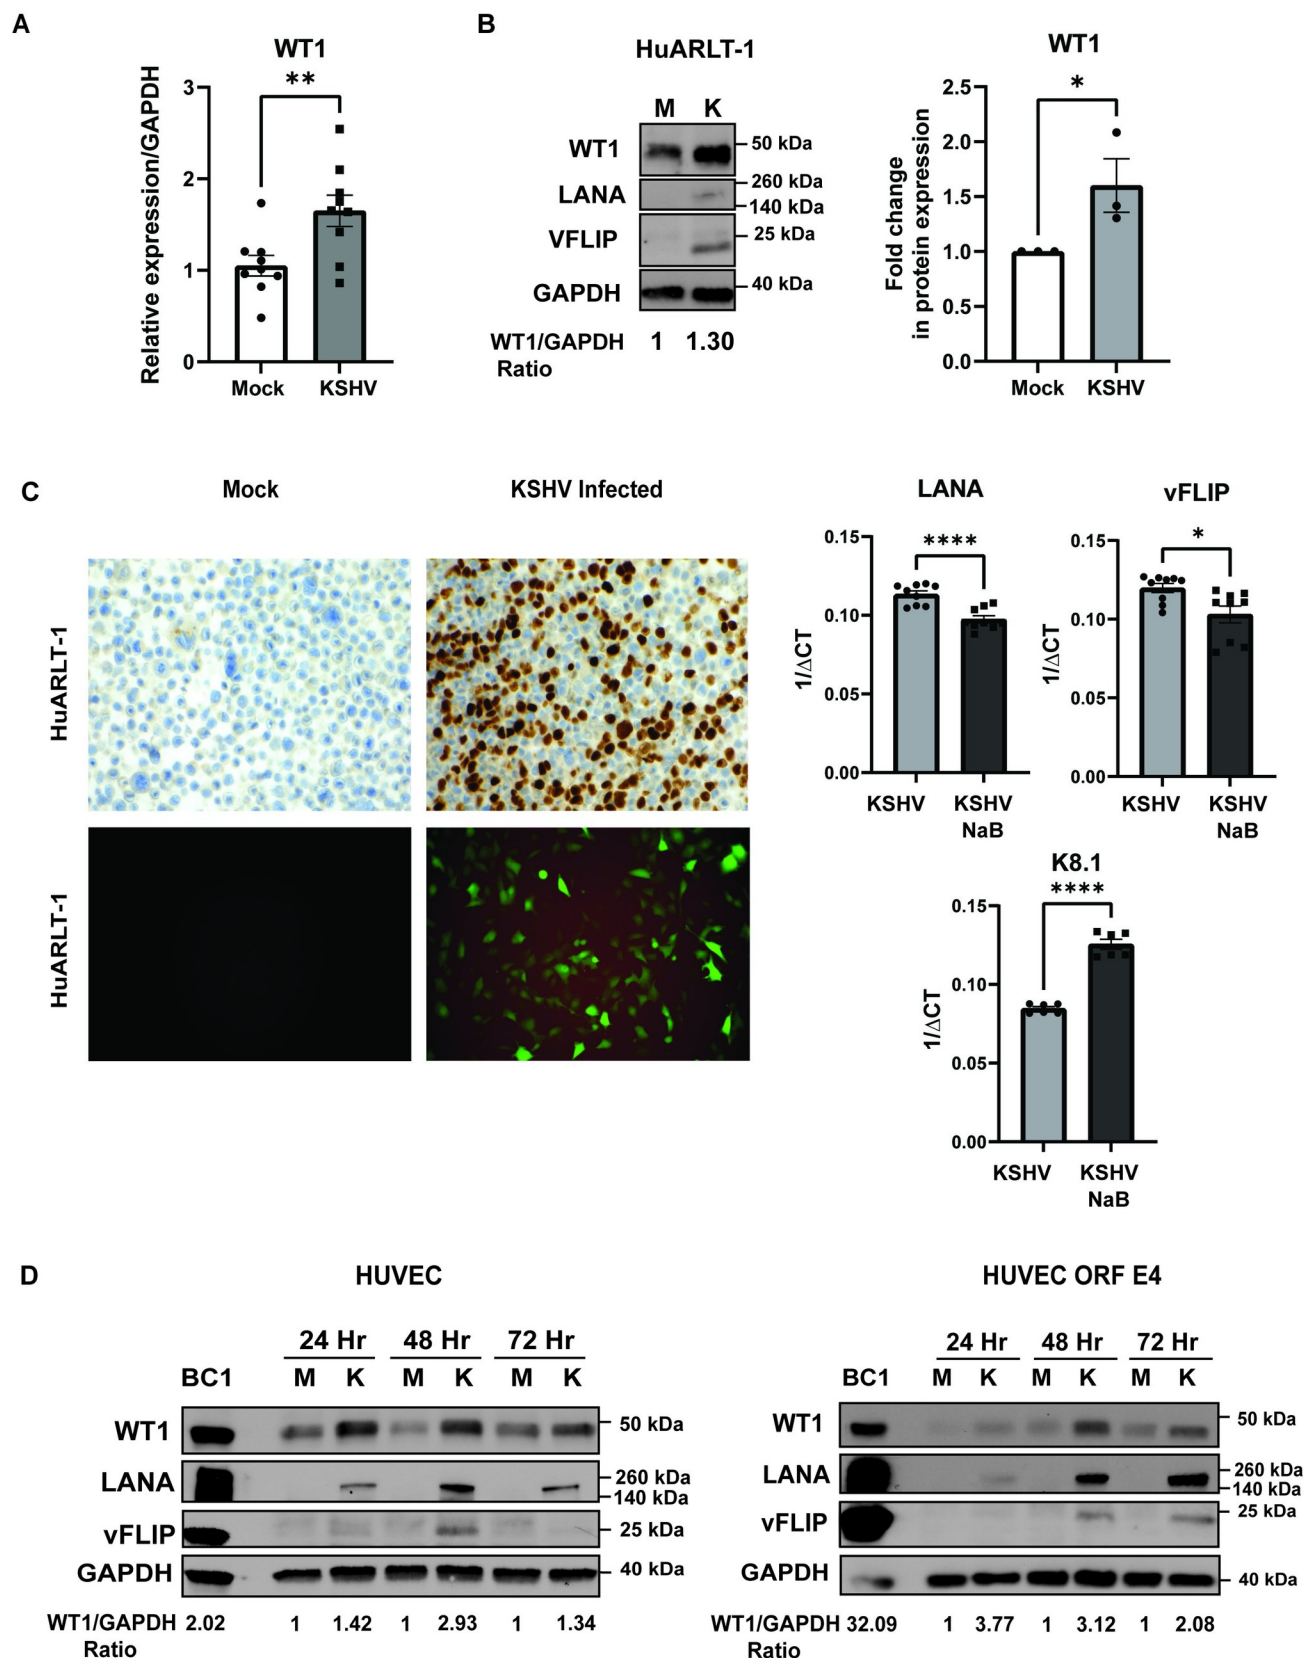 A
WT1
**
Relative expression/GAPDH
3
2
1
0
Mock KSHV
B
HuARLT-1
M K
WT1
50 kDa
LANA
260 kDa
140 kDa
VFLIP
25 kDa
GAPDH
40 kDa
WT1/GAPDH 1 1.30
Ratio
WT1
*
Fold change
in protein expression
2.5
2.0
1.5
1.0
0.5
0.0
Mock KSHV
C
Mock KSHV Infected
HuARLT-1
HuARLT-1
LANA
****
1/ΔCT
0.15
0.10
0.05
0.00
KSHV KSHV
NaB
vFLIP
*
1/ΔCT
0.15
0.10
0.05
0.00
KSHV KSHV
NaB
K8.1
****
1/ΔCT
0.15
0.10
0.05
0.00
KSHV KSHV
NaB
D
HUVEC
24 Hr 48 Hr 72 Hr
BC1 M K M K M K
WT1
50 kDa
LANA
260 kDa
140 kDa
vFLIP
25 kDa
GAPDH
40 kDa
WT1/GAPDH 2.02 1 1.42 1 2.93 1 1.34
Ratio
HUVEC ORF E4
24 Hr 48 Hr 72 Hr
BC1 M K M K M K
WT1
50 kDa
LANA
260 kDa
140 kDa
vFLIP
25 kDa
GAPDH
40 kDa
WT1/GAPDH 32.09 1 3.77 1 3.12 1 2.08
Ratio